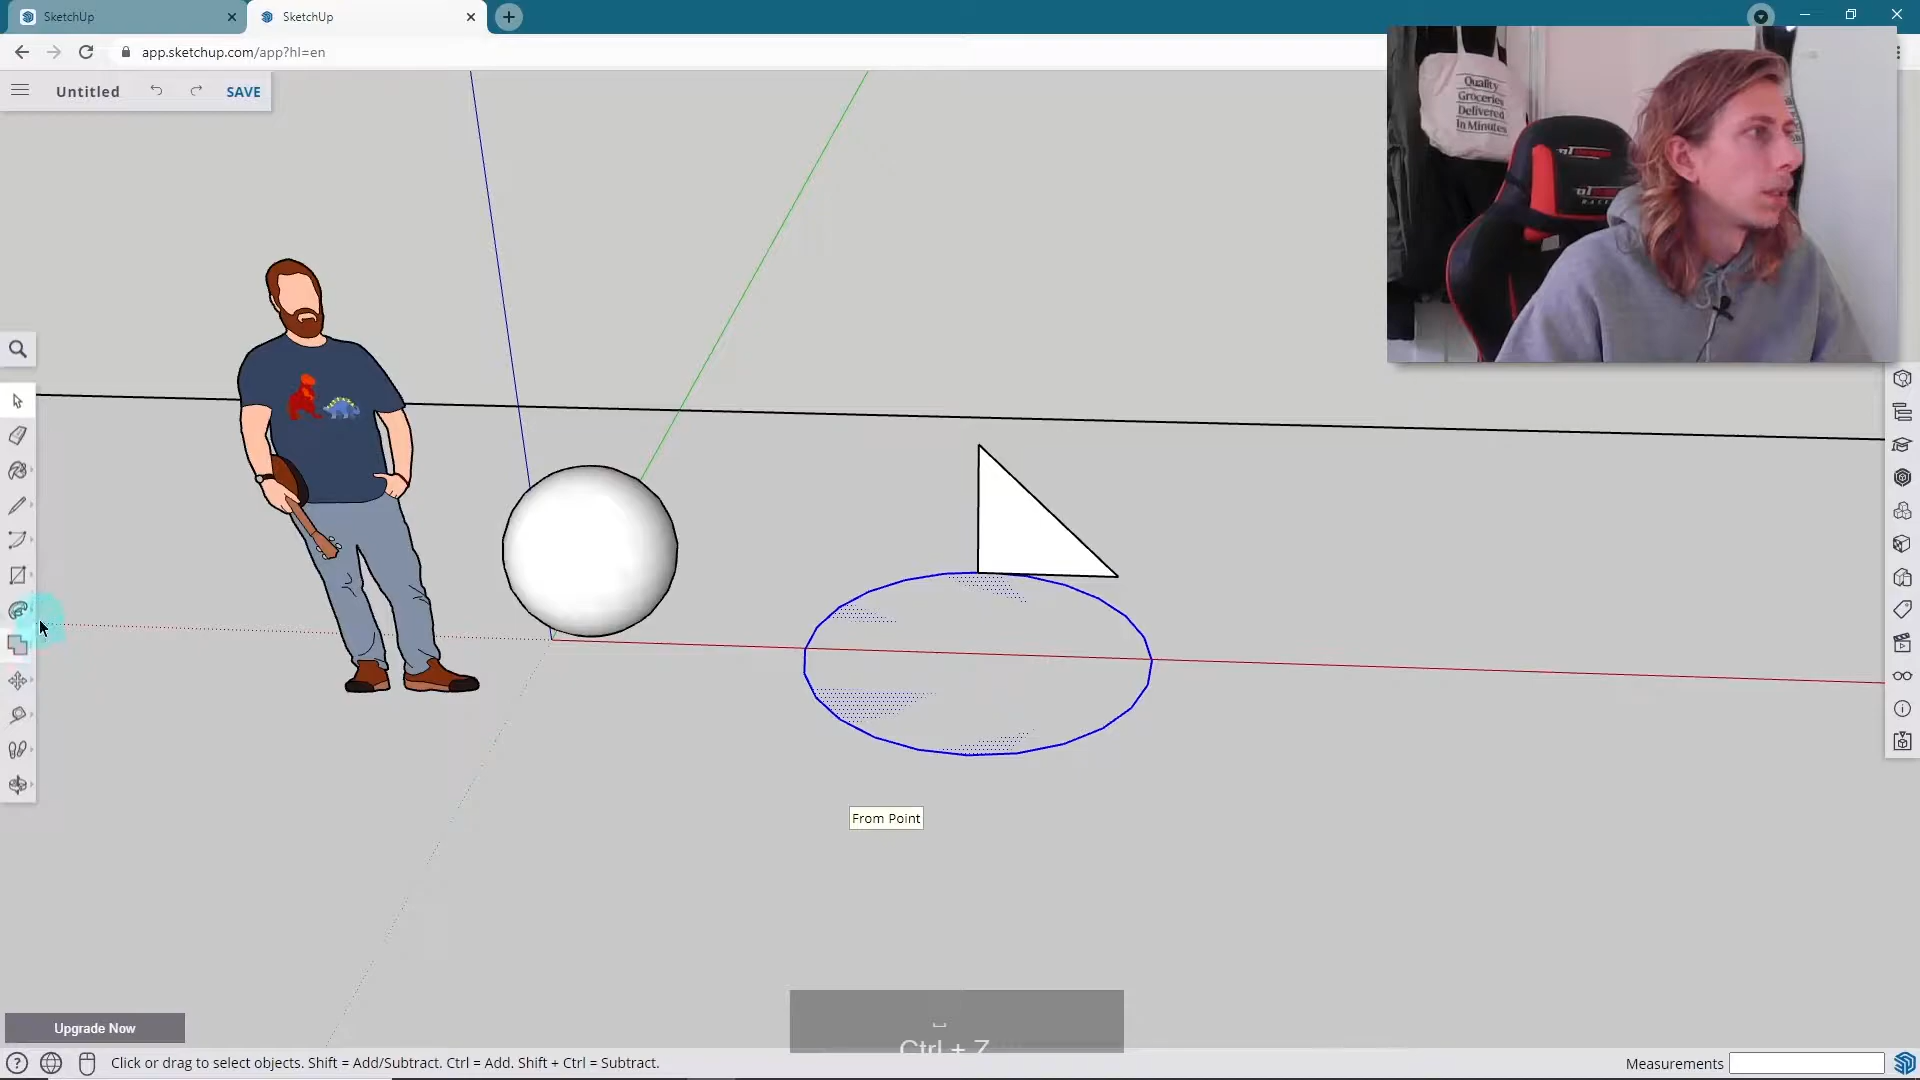 SketchUp
SketchUp
app.sketchup.com/app?hl=en
Untitled
SAVE
Quality
Groceries
Delivered
In Minutes
From Point
Ctrl + Z
Upgrade Now
Click or drag to select objects. Shift = Add/Subtract. Ctrl = Add. Shift + Ctrl = Subtract.
Measurements